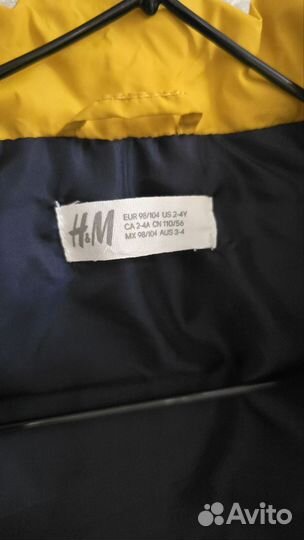 H&M
EUR 98/104 US 2-4Y
CA 2-4A CN 110/56
MX 98/104 AUS 3-4
Avito